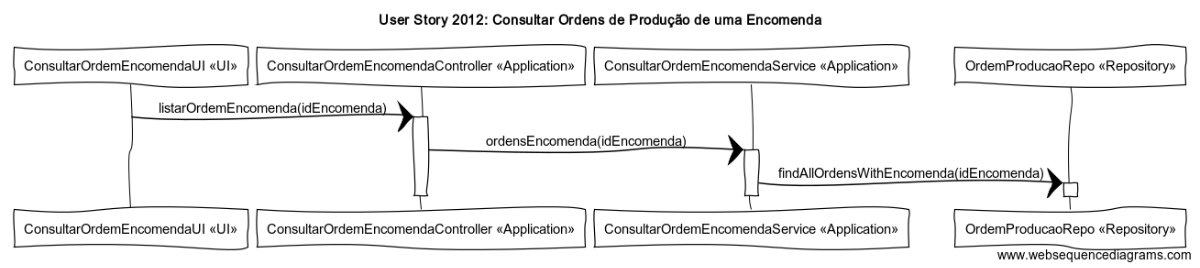 User Story 2012: Consultar Ordens de Produção de uma Encomenda
ConsultarOrdemEncomendaUI «UI»
ConsultarOrdemEncomendaController «Application»
ConsultarOrdemEncomendaService «Application»
OrdemProducaoRepo «Repository»
listarOrdemEncomenda(idEncomenda)
ordensEncomenda(idEncomenda)
findAllOrdensWithEncomenda(idEncomenda)
ConsultarOrdemEncomendaUI «UI»
ConsultarOrdemEncomendaController «Application»
ConsultarOrdemEncomendaService «Application»
OrdemProducaoRepo «Repository»
www.websequencediagrams.com